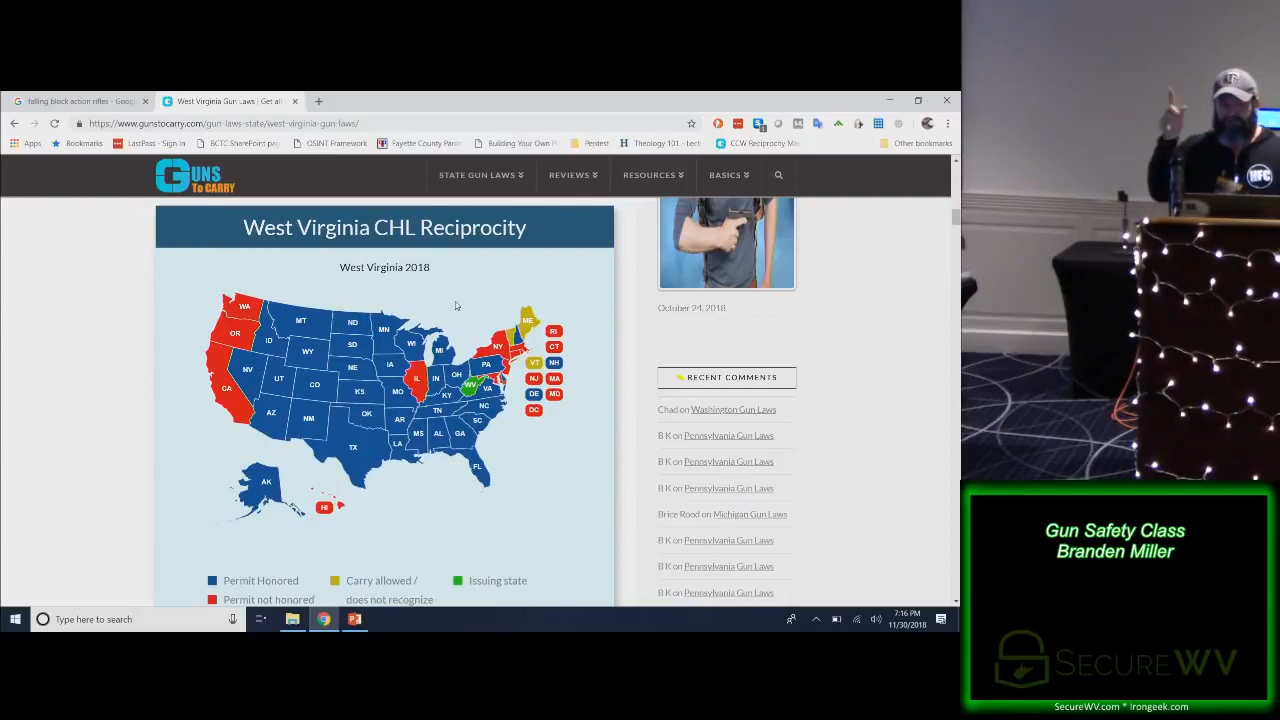 falling block action rifles - Goog
West Virginia Gun Laws | Get all
https://www.gunstocarry.com/gun-laws-state/west-virginia-gun-laws/
Apps
Bookmarks
LastPass - Sign In
BCTC SharePoint pag
OSINT Framework
Fayette County Parc
Building Your Own P
Pentest
Theology 101 - Lect
CCW Reciprocity Ma
Other bookmarks
GUNS
TO CARRY
STATE GUN LAWS
REVIEWS
RESOURCES
BASICS
West Virginia CHL Reciprocity
West Virginia 2018
WA
MT
ND
MN
ME
OR
ID
SD
WI
MI
NY
RI
CT
WY
NE
IA
IL
IN
OH
PA
VT
NH
NV
UT
CO
KS
MO
KY
WV
VA
NJ
MA
CA
DE
MD
AZ
NM
OK
AR
TN
NC
DC
TX
LA
MS
AL
GA
SC
FL
AK
HI
Permit Honored
Carry allowed /
Issuing state
Permit not honored
does not recognize
October 24, 2018
RECENT COMMENTS
Chad on Washington Gun Laws
B K on Pennsylvania Gun Laws
B K on Pennsylvania Gun Laws
B K on Pennsylvania Gun Laws
Brice Rood on Michigan Gun Laws
B K on Pennsylvania Gun Laws
B K on Pennsylvania Gun Laws
B K on Pennsylvania Gun Laws
Type here to search
7:16 PM
11/30/2018
HFC
Gun Safety Class
Branden Miller
SECUREWV
SecureWV.com * Irongeek.com